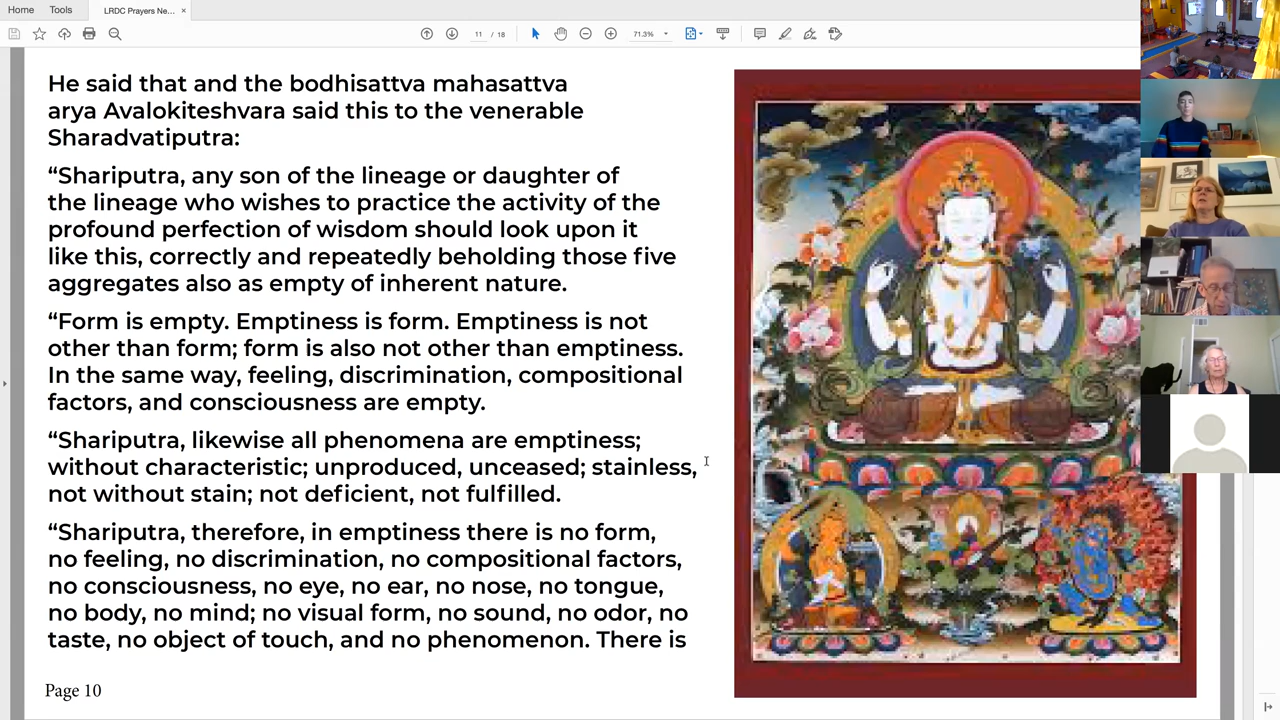 Home
Tools
LRDC Prayers Ne...
×
11 / 18
71.3%
He said that and the bodhisattva mahasattva
arya Avalokiteshvara said this to the venerable
Sharadvatiputra:
“Shariputra, any son of the lineage or daughter of
the lineage who wishes to practice the activity of the
profound perfection of wisdom should look upon it
like this, correctly and repeatedly beholding those five
aggregates also as empty of inherent nature.
“Form is empty. Emptiness is form. Emptiness is not
other than form; form is also not other than emptiness.
In the same way, feeling, discrimination, compositional
factors, and consciousness are empty.
“Shariputra, likewise all phenomena are emptiness;
without characteristic; unproduced, unceased; stainless,
not without stain; not deficient, not fulfilled.
“Shariputra, therefore, in emptiness there is no form,
no feeling, no discrimination, no compositional factors,
no consciousness, no eye, no ear, no nose, no tongue,
no body, no mind; no visual form, no sound, no odor, no
taste, no object of touch, and no phenomenon. There is
Page 10